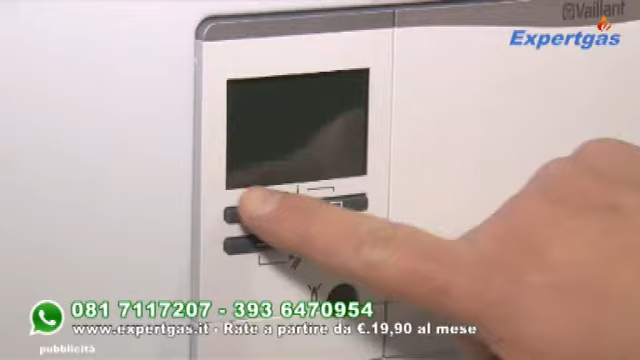 Vaillant
Expertgas
081 7117207 - 393 6470954
www.expertgas.it - Rate a partire da €.19,90 al mese
pubblicità